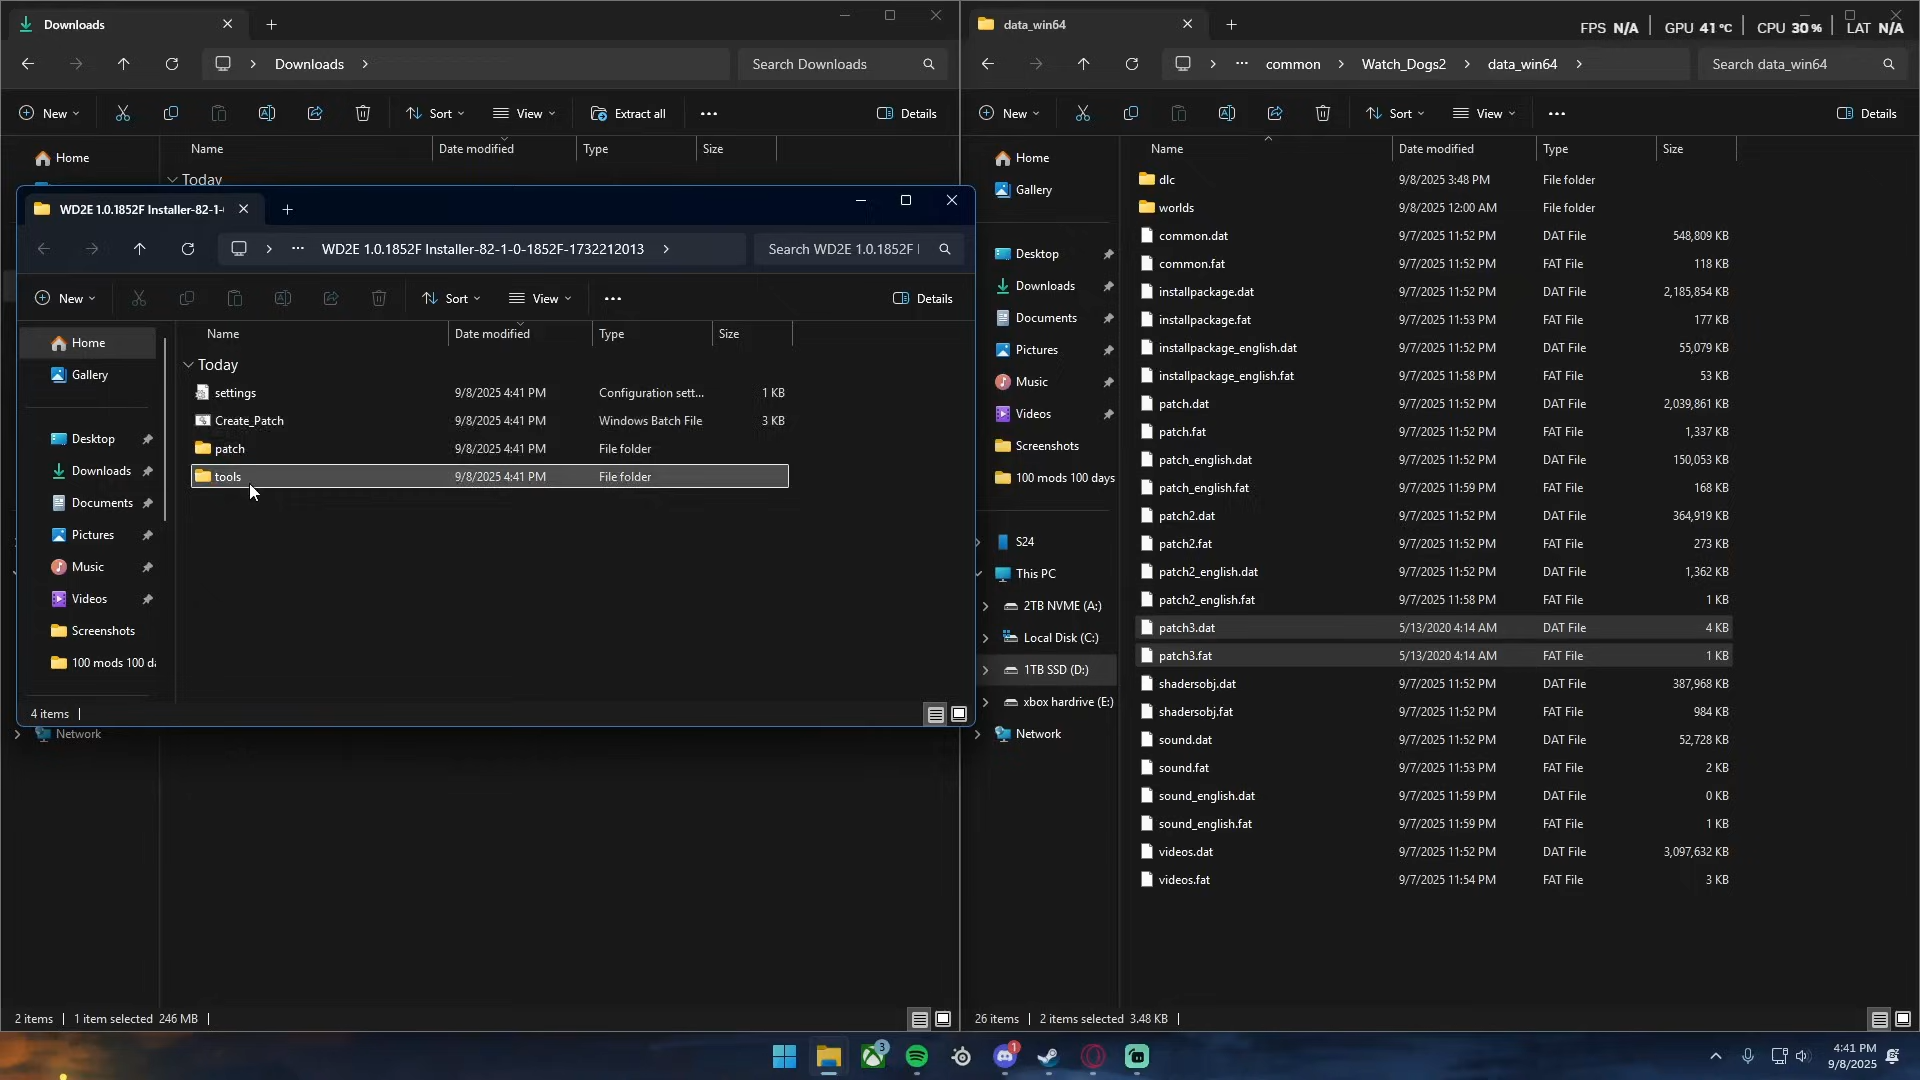 Downloads
Downloads
Search Downloads
New
Sort
View
Extract all
Details
Name
Date modified
Type
Size
Home
Today
WD2E 1.0.1852F Installer-82-1-
WD2E 1.0.1852F Installer-82-1-0-1852F-1732212013
Search WD2E 1.0.1852F I
New
Sort
View
Details
Home
Gallery
Desktop
Downloads
Documents
Pictures
Music
Videos
Screenshots
100 mods 100 da
Name
Date modified
Type
Size
Today
settings 9/8/2025 4:41 PM Configuration sett... 1 KB
Create_Patch 9/8/2025 4:41 PM Windows Batch File 3 KB
patch 9/8/2025 4:41 PM File folder
tools 9/8/2025 4:41 PM File folder
4 items
Network
2 items
1 item selected 246 MB
data_win64
FPS N/A
GPU 41°C
CPU 30%
LAT N/A
common
Watch_Dogs2
data_win64
Search data_win64
New
Sort
View
Details
Home
Gallery
Desktop
Downloads
Documents
Pictures
Music
Videos
Screenshots
100 mods 100 days
S24
This PC
2TB NVME (A:)
Local Disk (C:)
1TB SSD (D:)
xbox hardrive (E:)
Network
Name
Date modified
Type
Size
dlc 9/8/2025 3:48 PM File folder
worlds 9/8/2025 12:00 AM File folder
common.dat 9/7/2025 11:52 PM DAT File 548,809 KB
common.fat 9/7/2025 11:52 PM FAT File 118 KB
installpackage.dat 9/7/2025 11:52 PM DAT File 2,185,854 KB
installpackage.fat 9/7/2025 11:53 PM FAT File 177 KB
installpackage_english.dat 9/7/2025 11:52 PM DAT File 55,079 KB
installpackage_english.fat 9/7/2025 11:58 PM FAT File 53 KB
patch.dat 9/7/2025 11:52 PM DAT File 2,039,861 KB
patch.fat 9/7/2025 11:52 PM FAT File 1,337 KB
patch_english.dat 9/7/2025 11:52 PM DAT File 150,053 KB
patch_english.fat 9/7/2025 11:59 PM FAT File 168 KB
patch2.dat 9/7/2025 11:52 PM DAT File 364,919 KB
patch2.fat 9/7/2025 11:52 PM FAT File 273 KB
patch2_english.dat 9/7/2025 11:52 PM DAT File 1,362 KB
patch2_english.fat 9/7/2025 11:58 PM FAT File 1 KB
patch3.dat 5/13/2020 4:14 AM DAT File 4 KB
patch3.fat 5/13/2020 4:14 AM FAT File 1 KB
shadersobj.dat 9/7/2025 11:52 PM DAT File 387,968 KB
shadersobj.fat 9/7/2025 11:52 PM FAT File 984 KB
sound.dat 9/7/2025 11:52 PM DAT File 52,728 KB
sound.fat 9/7/2025 11:53 PM FAT File 2 KB
sound_english.dat 9/7/2025 11:59 PM DAT File 0 KB
sound_english.fat 9/7/2025 11:59 PM FAT File 1 KB
videos.dat 9/7/2025 11:52 PM DAT File 3,097,632 KB
videos.fat 9/7/2025 11:54 PM FAT File 3 KB
26 items
2 items selected 3.48 KB
3
1
4:41 PM
9/8/2025